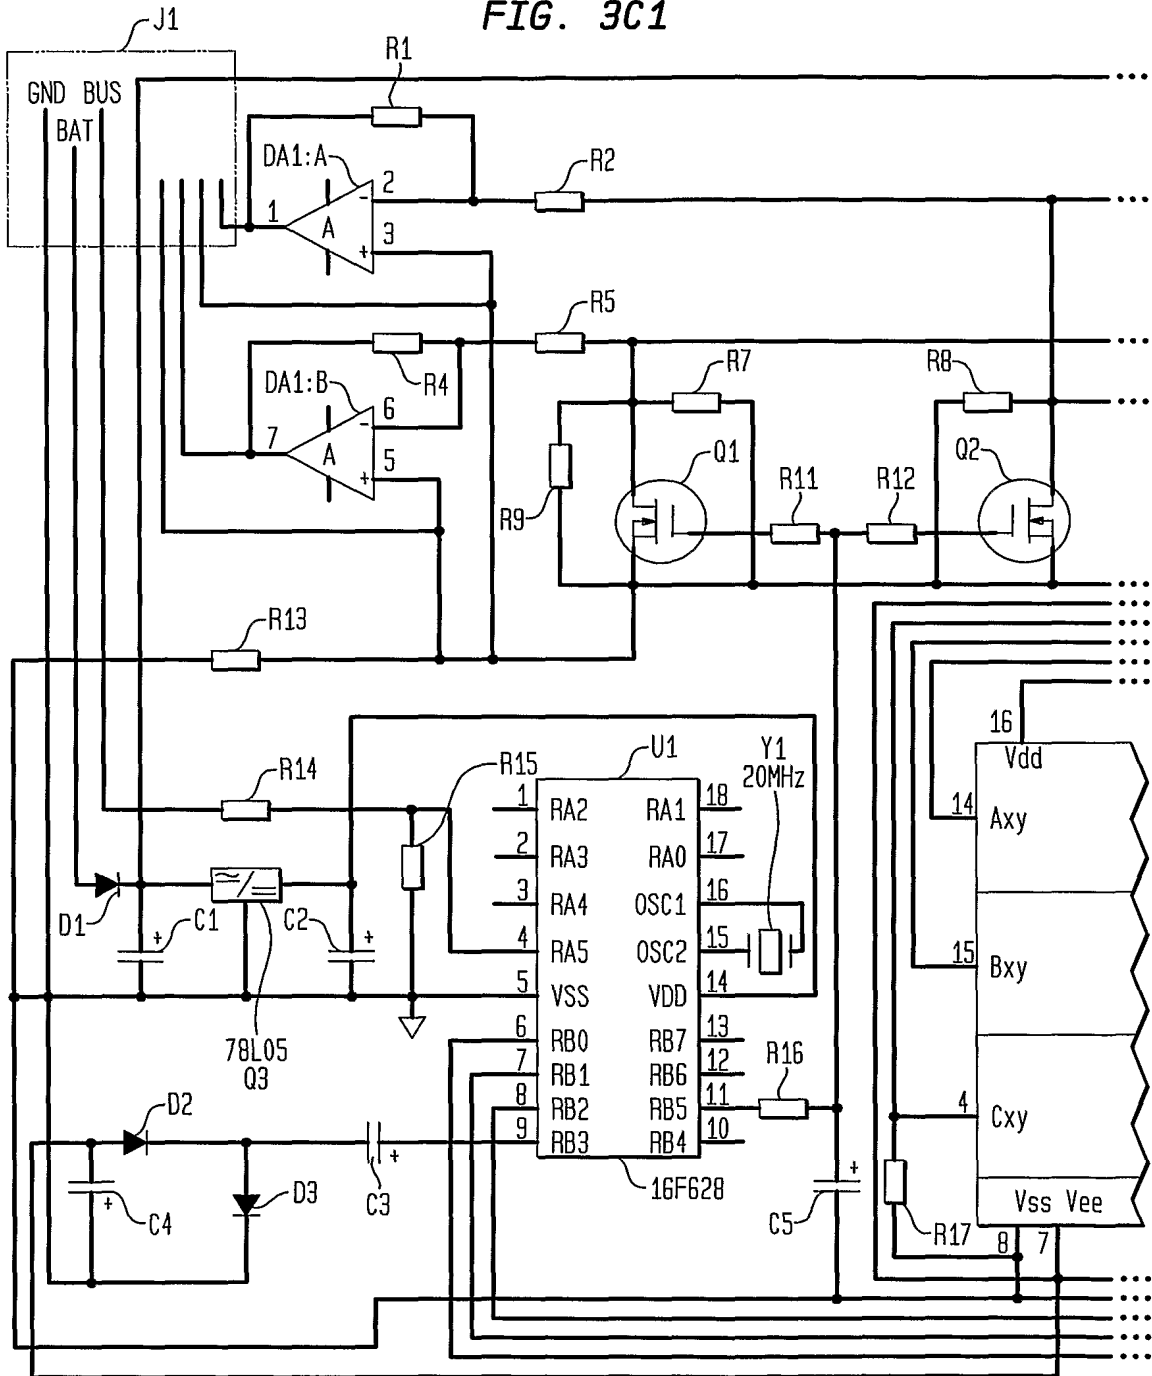 FIG. 3C1
J1
R1
GND BUS
BAT
DA1:A
2
R2
1
A
-
3
+
R5
R4
DA1:B
6
R7
R8
7
A
-
5
+
Q1
Q2
R9
R11
R12
R13
16
Vdd
U1
Y1
20MHz
R14
R15
1 RA2 RA1 18
14 Axy
2 RA3 RA0 17
3 RA4 OSC1 16
D1
+
C1
C2
+
4 RA5 OSC2 15
15 Bxy
5 VSS VDD 14
6 RB0 RB7 13
78L05
Q3
7 RB1 RB6 12
R16
8 RB2 RB5 11
4 Cxy
D2
9 RB3 RB4 10
+
C3
16F628
+
D3
+
C4
C5
Vss Vee
R17
8 7